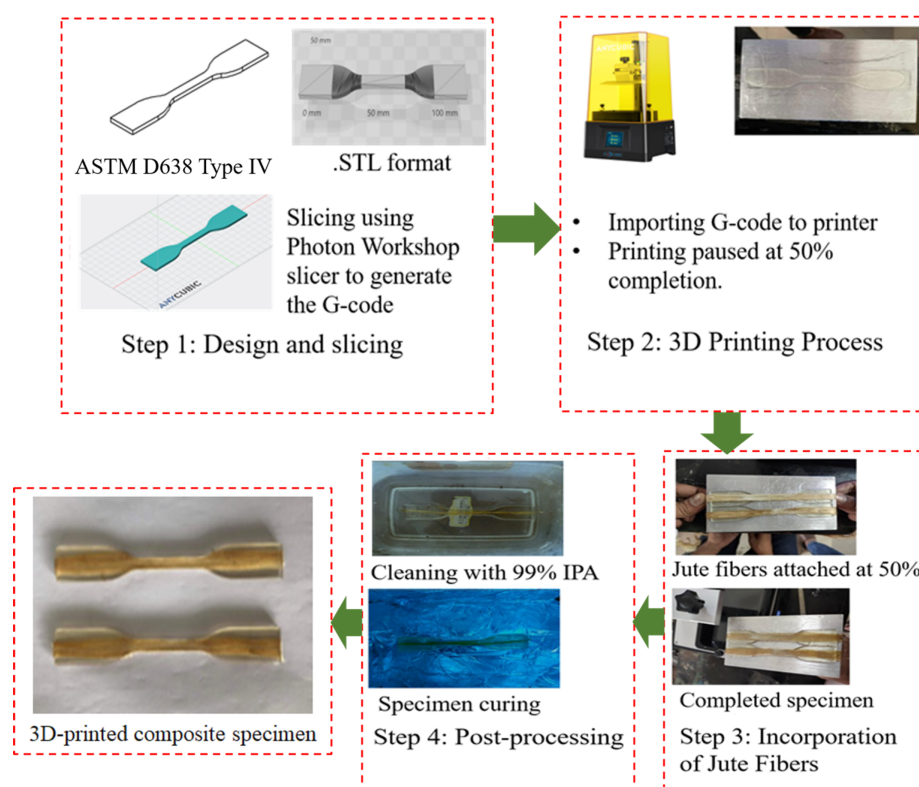 50 mm
0 mm
50 mm
100 mm
ASTM D638 Type IV
.STL format
ANYCUBIC
Slicing using
Photon Workshop
slicer to generate
the G-code
Step 1: Design and slicing
ANYCUBIC
• Importing G-code to printer
• Printing paused at 50%
completion.
Step 2: 3D Printing Process
Jute fibers attached at 50%
Completed specimen
Step 3: Incorporation
of Jute Fibers
Cleaning with 99% IPA
Specimen curing
Step 4: Post-processing
3D-printed composite specimen